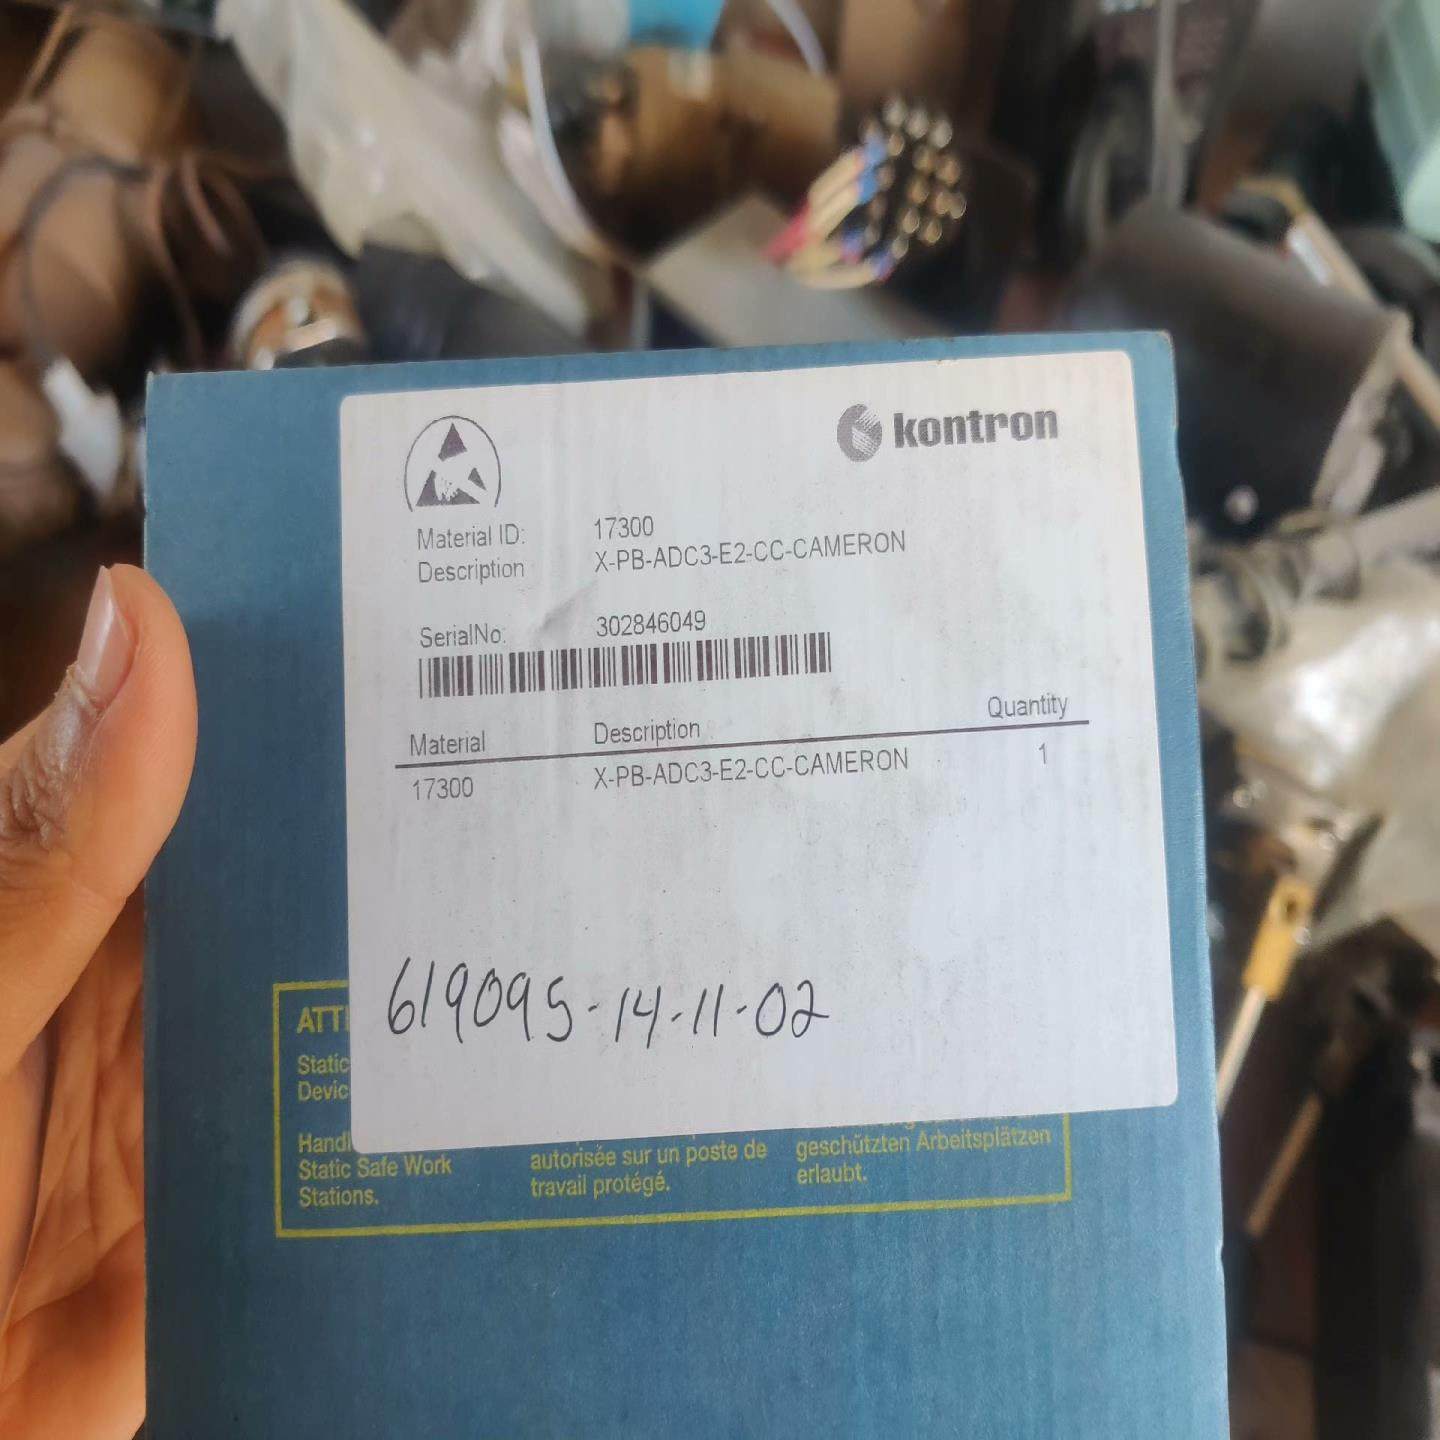 kontron
Material ID: 17300
Description X-PB-ADC3-E2-CC-CAMERON
SerialNo: 302846049
Material Description Quantity
17300 X-PB-ADC3-E2-CC-CAMERON 1
619095-14-11-02
ATT
Static
Devic
Handl
Static Safe Work
Stations.
autorisée sur un poste de
travail protégé.
geschützten Arbeitsplätzen
erlaubt.